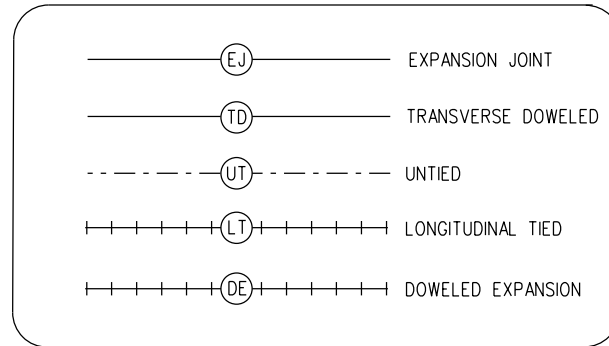 EJ EXPANSION JOINT
TD TRANSVERSE DOWELED
UT UNTIED
LT LONGITUDINAL TIED
DE DOWELED EXPANSION